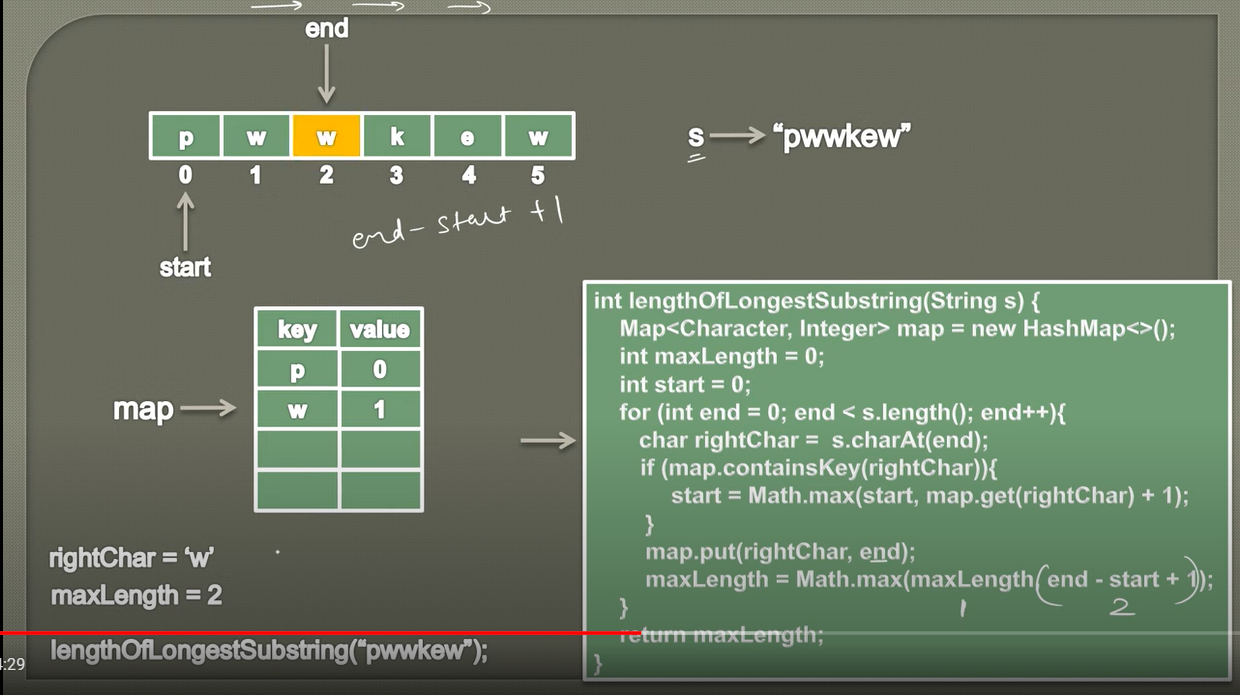 end
p w w k e w
0 1 2 3 4 5
s "pwwkew"
end - start + 1
start
key value
p 0
map w 1
rightChar = 'w'
maxLength = 2
lengthOfLongestSubstring("pwwkew");
:29
int lengthOfLongestSubstring(String s) {
Map<Character, Integer> map = new HashMap<>();
int maxLength = 0;
int start = 0;
for (int end = 0; end < s.length(); end++){
char rightChar = s.charAt(end);
if (map.containsKey(rightChar)){
start = Math.max(start, map.get(rightChar) + 1);
}
map.put(rightChar, end);
maxLength = Math.max(maxLength(end - start + 1));
1 2
}
return maxLength;
}